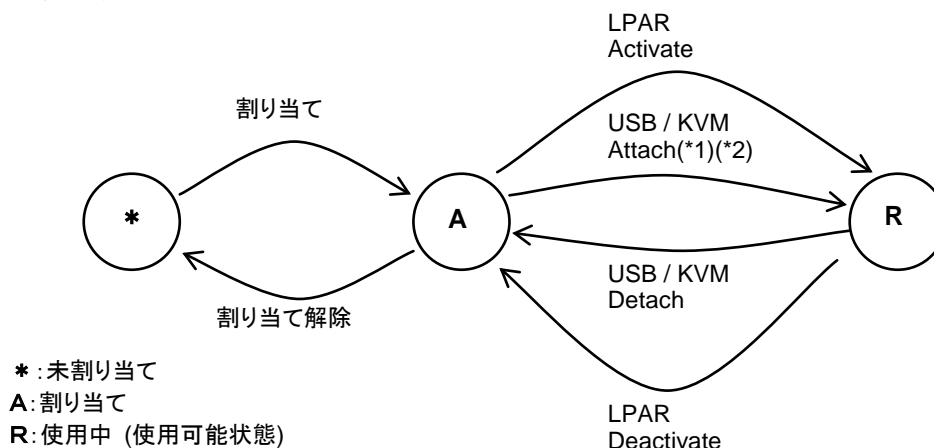 LPAR
Activate
割り当て
USB / KVM
Attach(*1)(*2)
*
A
R
USB / KVM
Detach
割り当て解除
*:未割り当て
A:割り当て
R:使用中 (使用可能状態)
LPAR
Deactivate